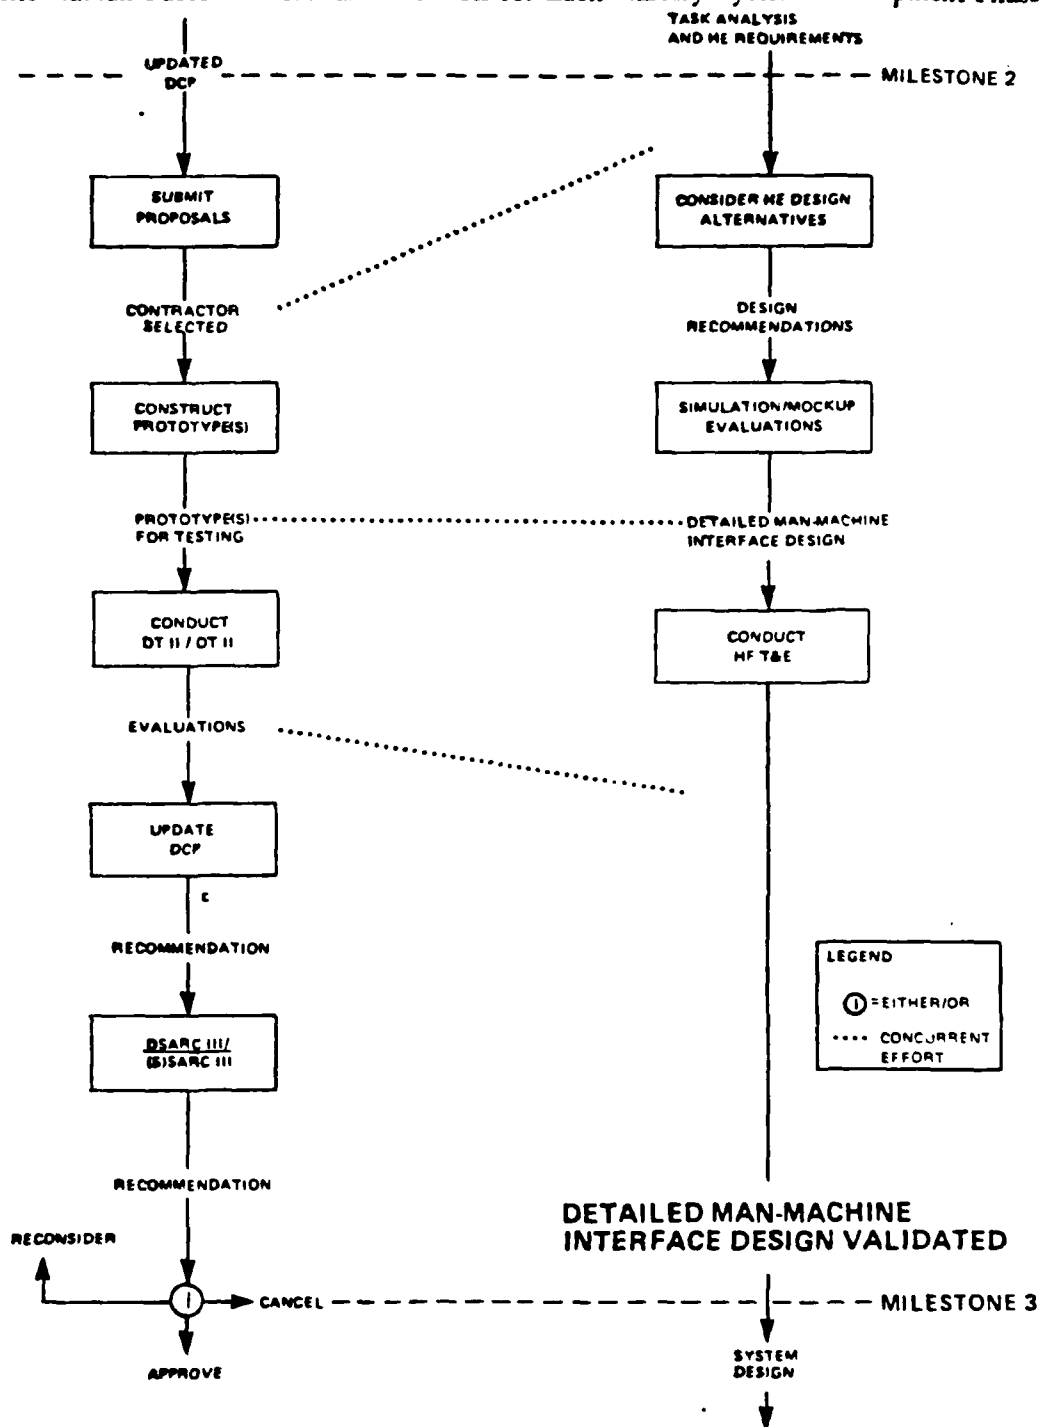 TASK ANALYSIS
AND HE REQUIREMENTS
UPDATED
DCP
MILESTONE 2
SUBMIT
PROPOSALS
CONSIDER HE DESIGN
ALTERNATIVES
CONTRACTOR
SELECTED
DESIGN
RECOMMENDATIONS
CONSTRUCT
PROTOTYPE(S)
SIMULATION/MOCKUP
EVALUATIONS
PROTOTYPE(S)
FOR TESTING
DETAILED MAN-MACHINE
INTERFACE DESIGN
CONDUCT
DT II / OT II
CONDUCT
HF T&E
EVALUATIONS
UPDATE
DCP
RECOMMENDATION
LEGEND
I = EITHER/OR
.... CONCURRENT
EFFORT
DSARC III/
(S)SARC III
RECOMMENDATION
DETAILED MAN-MACHINE
INTERFACE DESIGN VALIDATED
RECONSIDER
I
CANCEL
MILESTONE 3
APPROVE
SYSTEM
DESIGN